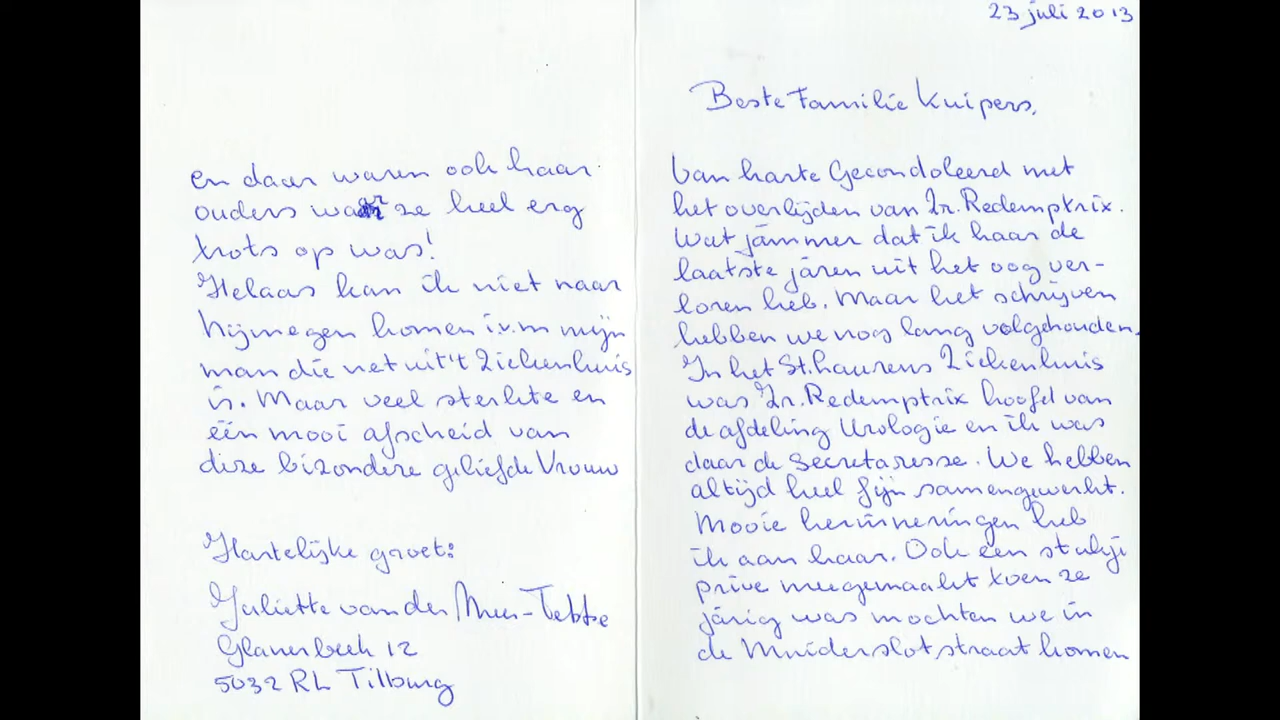 23 juli 2013
Beste Familie Kuipers,
Van harte Gecondoleerd met
het overlijden van Zr. Redemptrix.
Wat jammer dat ik haar de
laatste jaren uit het oog ver-
loren heb. Maar het schrijven
hebben we nog lang volgehouden.
In het St. Laurens Ziekenhuis
was Zr. Redemptrix hoofd van
de afdeling Urologie en ik was
daar de Secretaresse. We hebben
altijd heel fijn samengewerkt.
Mooie herinneringen heb
ik aan haar. Ook een stukje
prive meegemaakt toen ze
jarig was mochten we in
de Muiderslotstraat komen
en daar waren ook haar
ouders waar ze heel erg
trots op was!
Helaas kan ik niet naar
Nijmegen komen i.v.m mijn
man die net uit 't Ziekenhuis
is. Maar veel sterkte en
één mooi afscheid van
deze bizondere geliefde Vrouw
Hartelijke groet:
Juliette van der Meer-Tebbe
12
5032 RL Tilburg